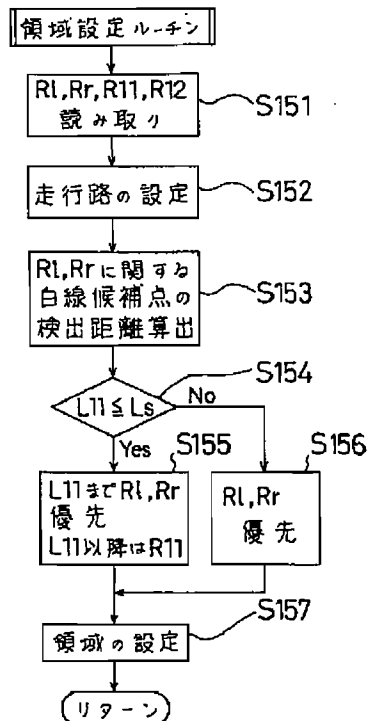 領域設定ルーチン
Rl,Rr,R11,R12
読み取り
S151
走行路の設定
S152
Rl,Rrに関する
白線候補点の
検出距離算出
S153
L11≦Ls
S154
No
Yes
S155
L11までRl,Rr
優先
L11以降はR11
S156
Rl,Rr
優先
S157
領域の設定
リターン